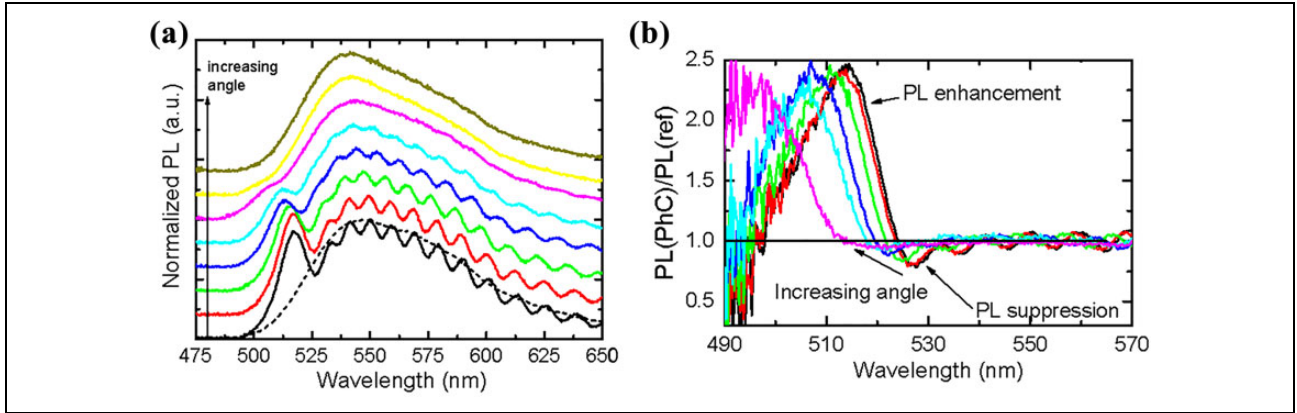 (a)
increasing
angle
Normalized PL (a.u.)
475 500 525 550 575 600 625 650
Wavelength (nm)
(b)
2.5
2.0
1.5
1.0
0.5
PL(PhC)/PL(ref)
PL enhancement
Increasing angle
PL suppression
490 510 530 550 570
Wavelength (nm)